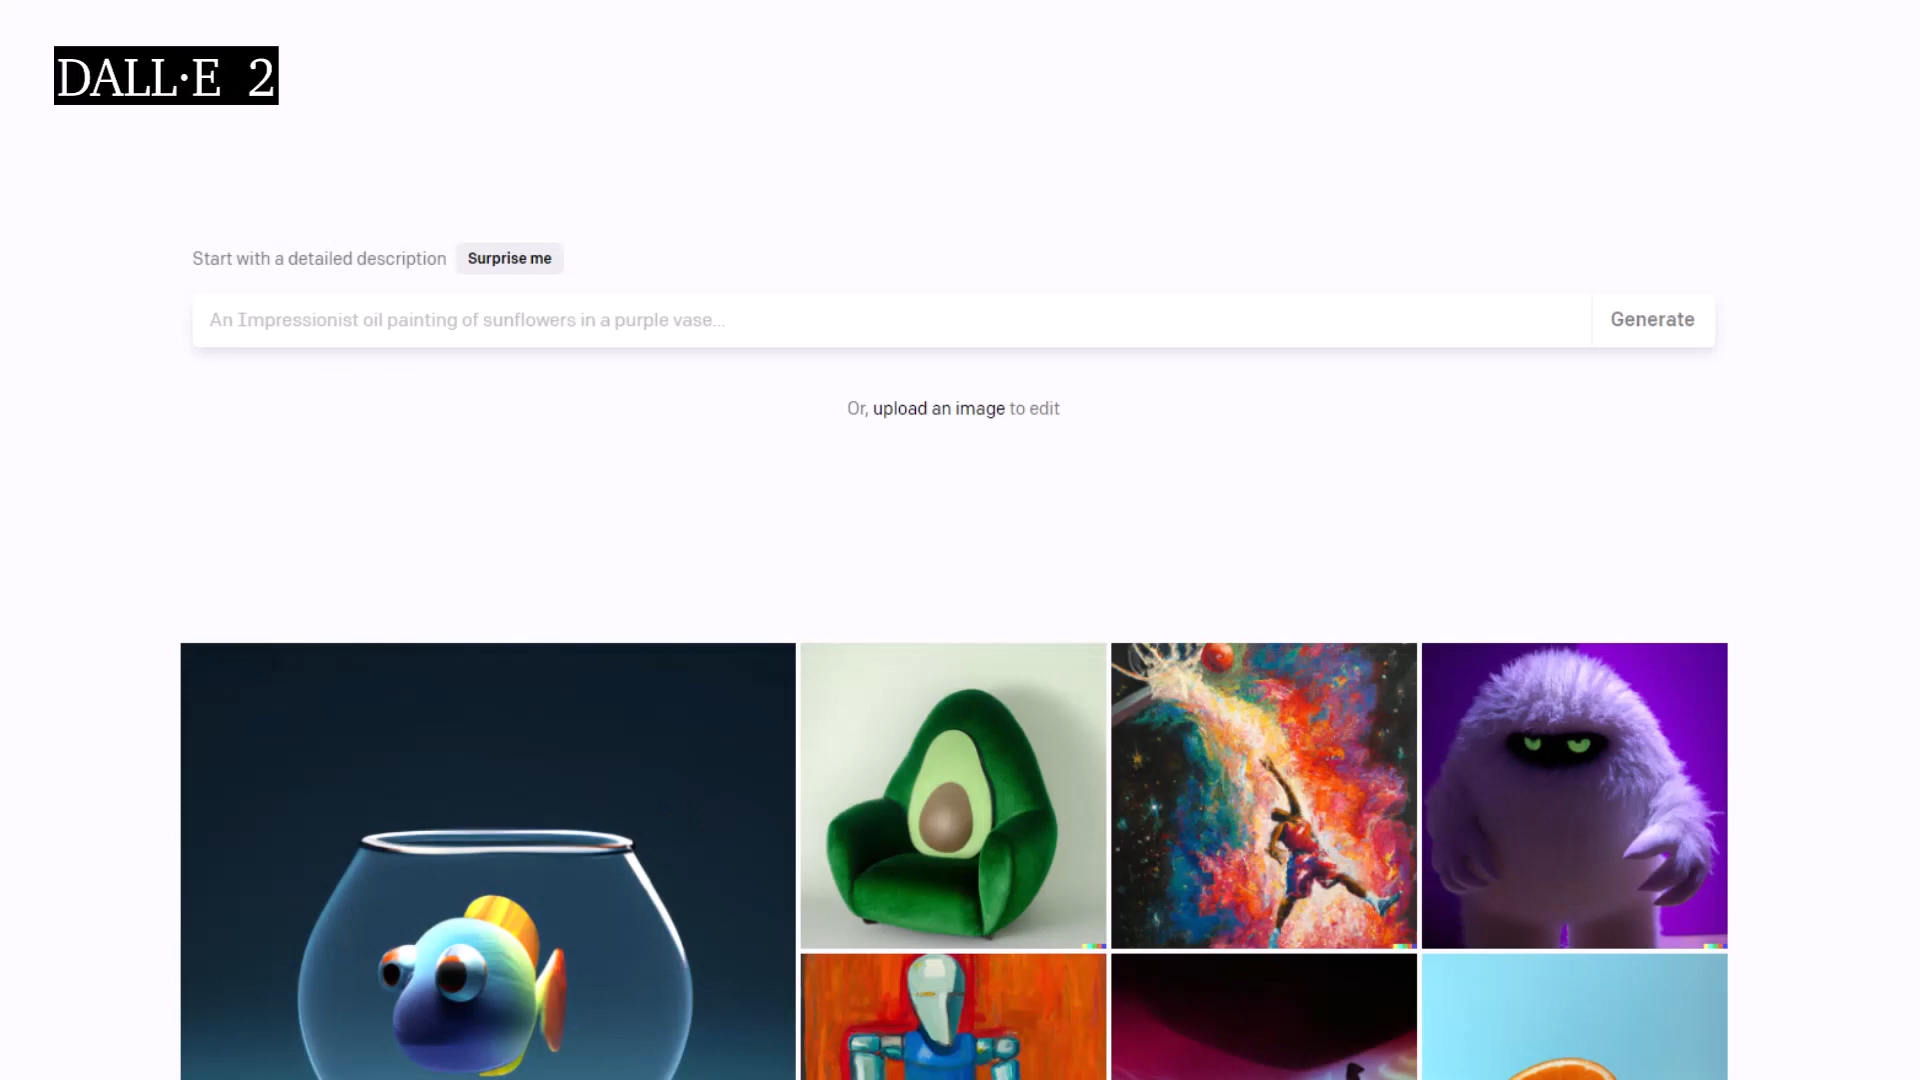 DALL·E 2
Start with a detailed description Surprise me
An Impressionist oil painting of sunflowers in a purple vase...
Generate
Or, upload an image to edit